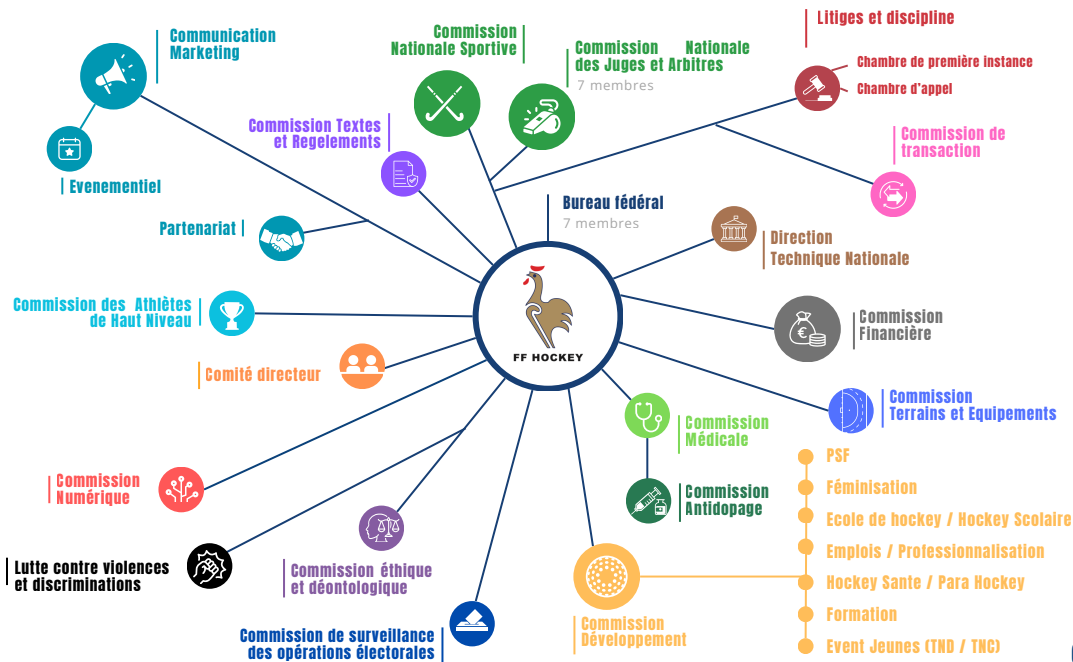 Communication
Marketing
Evenementiel
Partenariat
Commission Textes
et Regelements
Commission
Nationale Sportive
Commission Nationale
des Juges et Arbitres
7 membres
Litiges et discipline
Chambre de première instance
Chambre d'appel
Commission de
transaction
Bureau fédéral
7 membres
Direction
Technique Nationale
Commission des Athlètes
de Haut Niveau
FF HOCKEY
Commission
Financière
Comité directeur
Commission
Terrains et Equipements
Commission
Médicale
Commission
Antidopage
Commission
Numérique
Lutte contre violences
et discriminations
Commission éthique
et déontologique
Commission de surveillance
des opérations électorales
Commission
Développement
PSF
Féminisation
Ecole de hockey / Hockey Scolaire
Emplois / Professionnalisation
Hockey Sante / Para Hockey
Formation
Event Jeunes (TND / TNC)